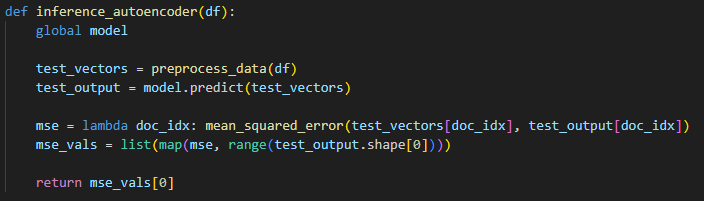 def inference_autoencoder(df):
    global model
    test_vectors = preprocess_data(df)
    test_output = model.predict(test_vectors)
    mse = lambda doc_idx: mean_squared_error(test_vectors[doc_idx], test_output[doc_idx])
    mse_vals = list(map(mse, range(test_output.shape[0])))
    return mse_vals[0]